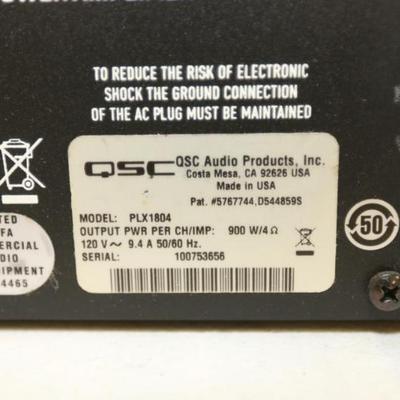 TO REDUCE THE RISK OF ELECTRONIC
SHOCK THE GROUND CONNECTION
OF THE AC PLUG MUST BE MAINTAINED
QSC QSC Audio Products, Inc.
Costa Mesa, CA 92626 USA
Made in USA
Pat. #5767744,D544859S
MODEL: PLX1804
OUTPUT PWR PER CH/IMP: 900 W/4Ω
120 V～ 9.4 A 50/60 Hz.
SERIAL: 100753656
50
4465